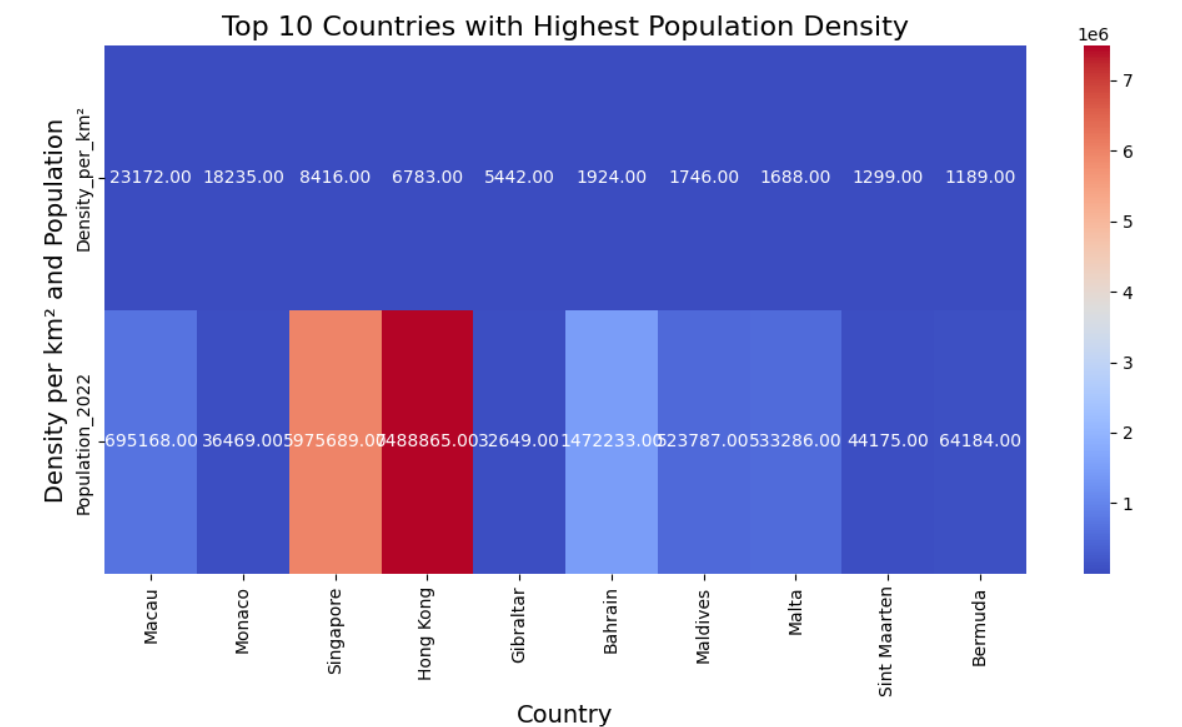 Top 10 Countries with Highest Population Density
1e6
7
6
5
4
3
2
1
Density per km² and Population
Density_per_km²
23172.00 18235.00 8416.00 6783.00 5442.00 1924.00 1746.00 1688.00 1299.00 1189.00
Population_2022
695168.00 36469.00 5975689.00 7488865.00 32649.00 1472233.00 523787.00 533286.00 44175.00 64184.00
Macau Monaco Singapore Hong Kong Gibraltar Bahrain Maldives Malta Sint Maarten Bermuda
Country